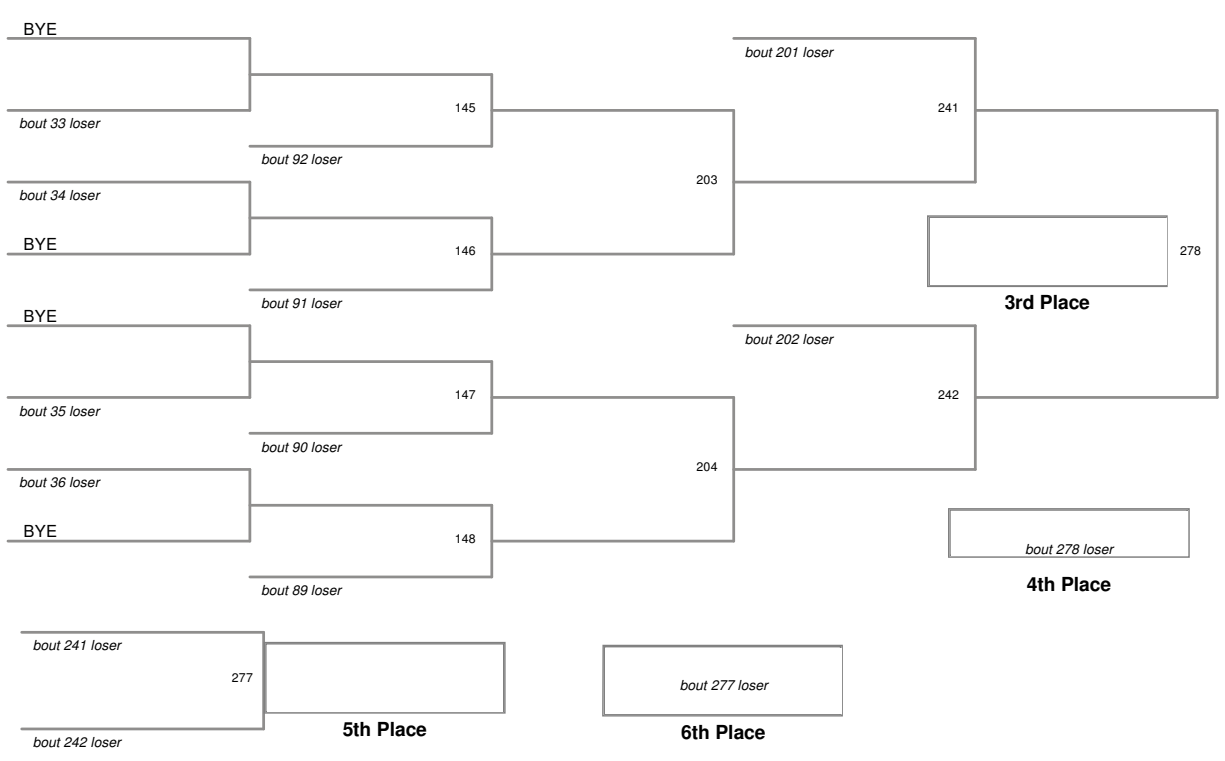 BYE
bout 201 loser
145
241
bout 33 loser
bout 92 loser
203
bout 34 loser
BYE
146
278
bout 91 loser
3rd Place
BYE
bout 202 loser
147
242
bout 35 loser
bout 90 loser
204
bout 36 loser
BYE
148
bout 278 loser
4th Place
bout 89 loser
bout 241 loser
277
bout 277 loser
5th Place
6th Place
bout 242 loser